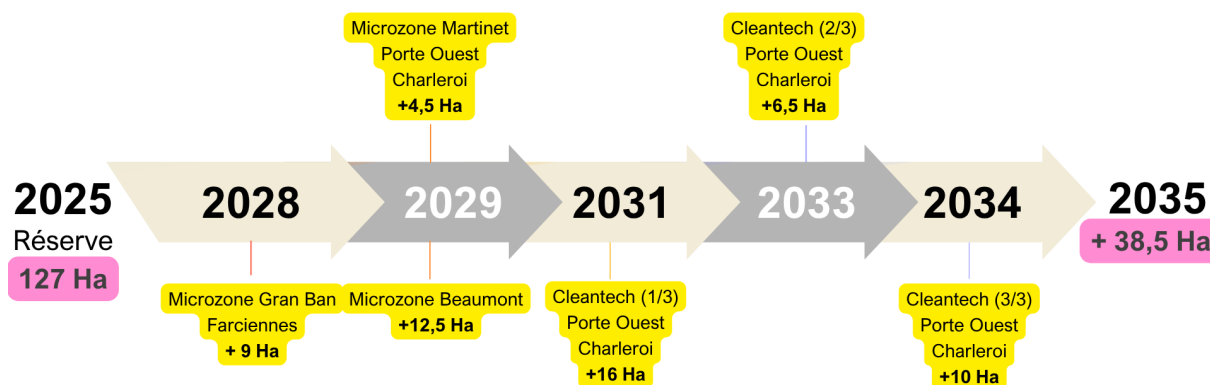 Microzone Martinet
Porte Ouest
Charleroi
+4,5 Ha
Cleantech (2/3)
Porte Ouest
Charleroi
+6,5 Ha
2025
Réserve
127 Ha
2028
2029
2031
2033
2034
2035
+ 38,5 Ha
Microzone Gran Ban
Farciennes
+ 9 Ha
Microzone Beaumont
+12,5 Ha
Cleantech (1/3)
Porte Ouest
Charleroi
+16 Ha
Cleantech (3/3)
Porte Ouest
Charleroi
+10 Ha